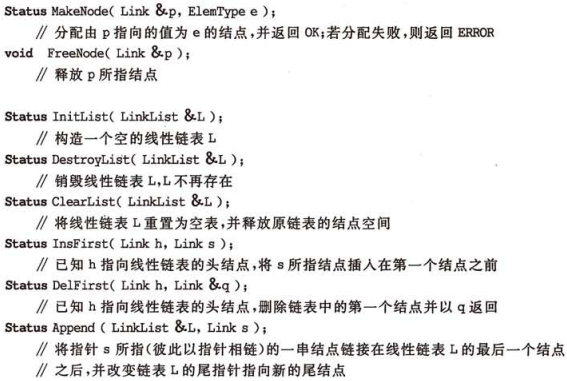 Status MakeNode( Link &p, ElemType e );
// 分配由 p 指向的值为 e 的结点,并返回 OK;若分配失败,则返回 ERROR
void FreeNode( Link &p );
// 释放 p 所指结点
Status InitList( LinkList &L );
// 构造一个空的线性链表 L
Status DestroyList( LinkList &L );
// 销毁线性链表 L,L 不再存在
Status ClearList( LinkList &L );
// 将线性链表 L 重置为空表,并释放原链表的结点空间
Status InsFirst( Link h, Link s );
// 已知 h 指向线性链表的头结点,将 s 所指结点插入在第一个结点之前
Status DelFirst( Link h, Link &q );
// 已知 h 指向线性链表的头结点,删除链表中的第一个结点并以 q 返回
Status Append ( LinkList &L, Link s );
// 将指针 s 所指(彼此以指针相链)的一串结点链接在线性链表 L 的最后一个结点
// 之后,并改变链表 L 的尾指针指向新的尾结点